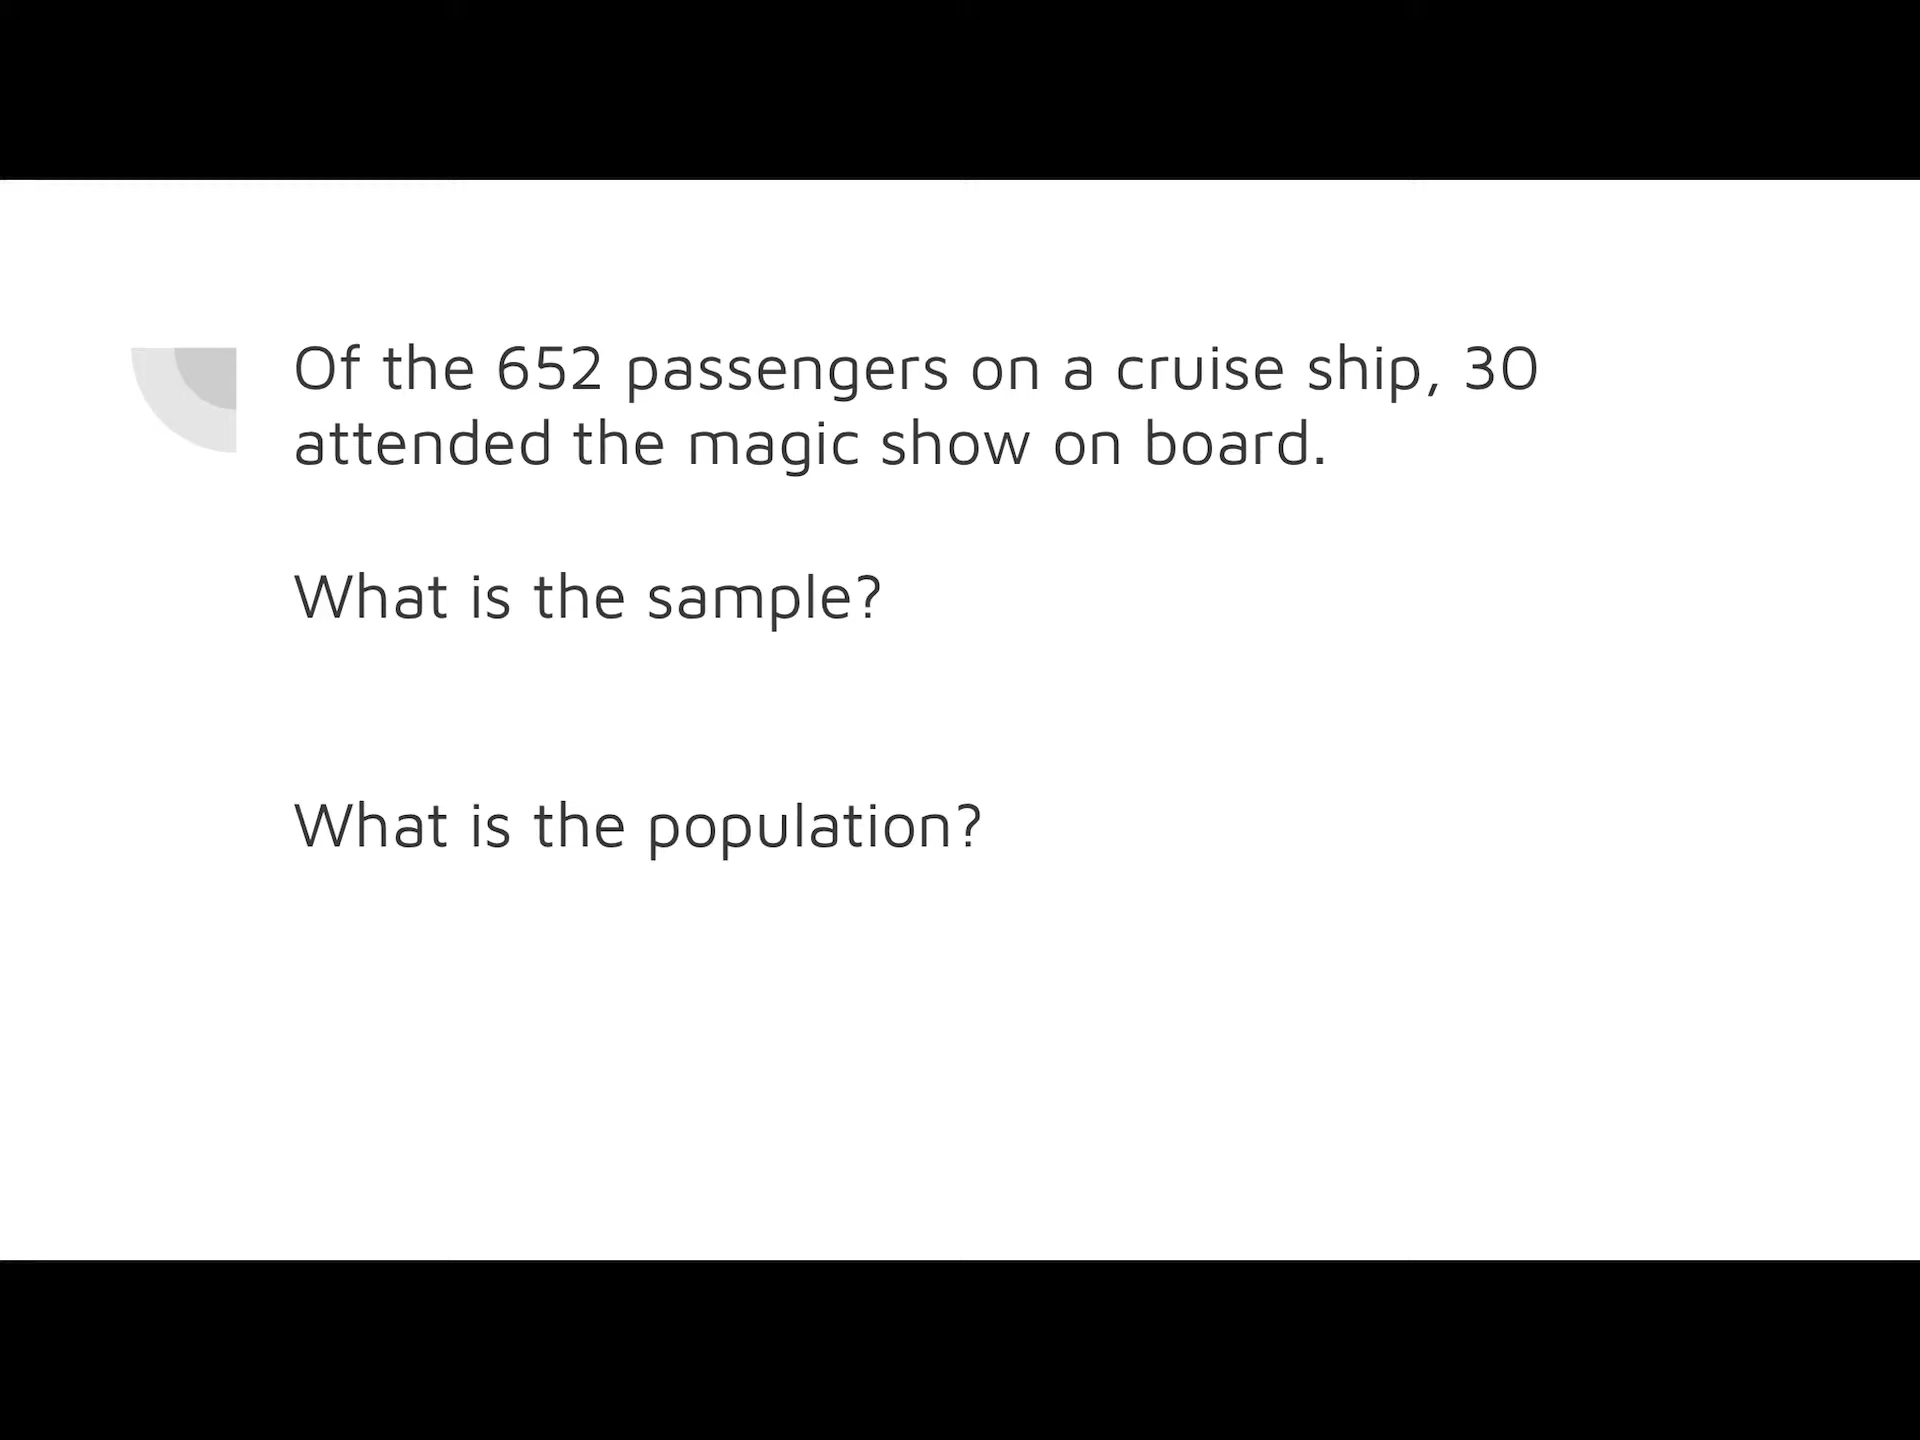 Of the 652 passengers on a cruise ship, 30
attended the magic show on board.
What is the sample?
What is the population?